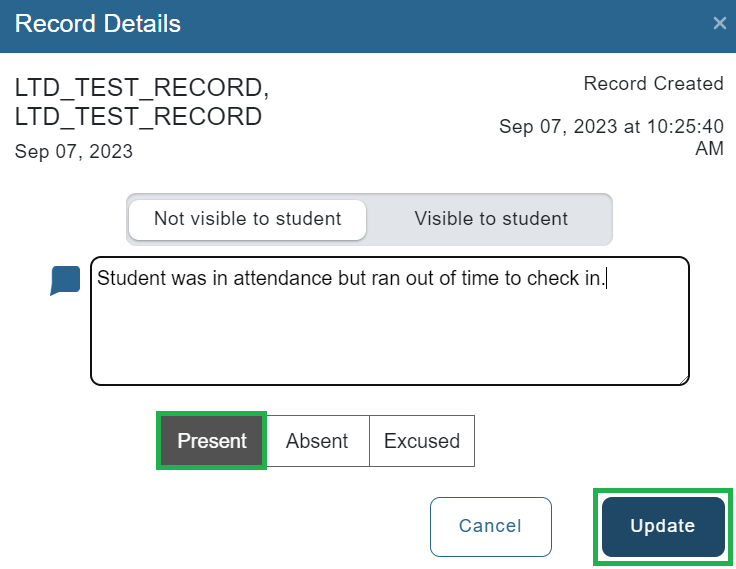 Record Details
×
LTD_TEST_RECORD,
LTD_TEST_RECORD
Sep 07, 2023
Record Created
Sep 07, 2023 at 10:25:40
AM
Not visible to student
Visible to student
Student was in attendance but ran out of time to check in.
Present
Absent
Excused
Cancel
Update